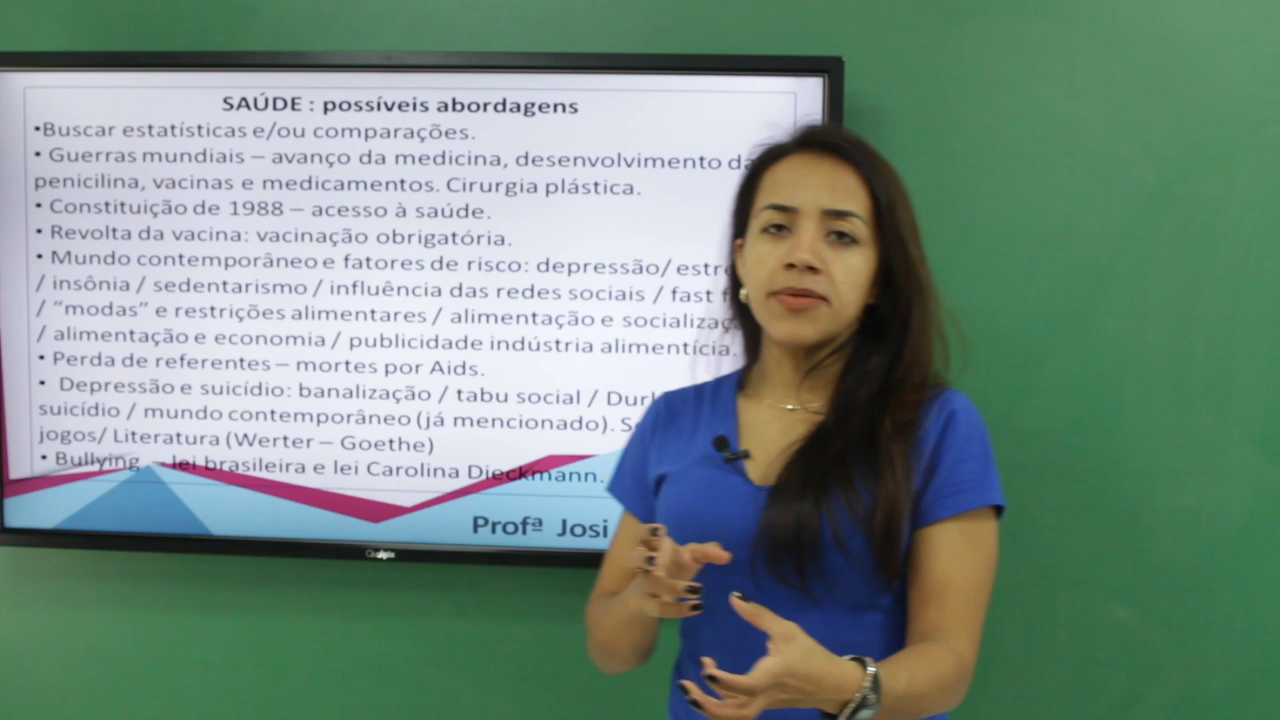 SAÚDE : possíveis abordagens
•Buscar estatísticas e/ou comparações.
• Guerras mundiais – avanço da medicina, desenvolvimento da
penicilina, vacinas e medicamentos. Cirurgia plástica.
• Constituição de 1988 – acesso à saúde.
• Revolta da vacina: vacinação obrigatória.
• Mundo contemporâneo e fatores de risco: depressão/ estre
/ insônia / sedentarismo / influência das redes sociais / fast f
/ “modas” e restrições alimentares / alimentação e socializaç
/ alimentação e economia / publicidade indústria alimentícia.
• Perda de referentes – mortes por Aids.
• Depressão e suicídio: banalização / tabu social / Durk
suicídio / mundo contemporâneo (já mencionado). S
jogos/ Literatura (Werter – Goethe)
• Bullying – lei brasileira e lei Carolina Dieckmann.
Profª Josi